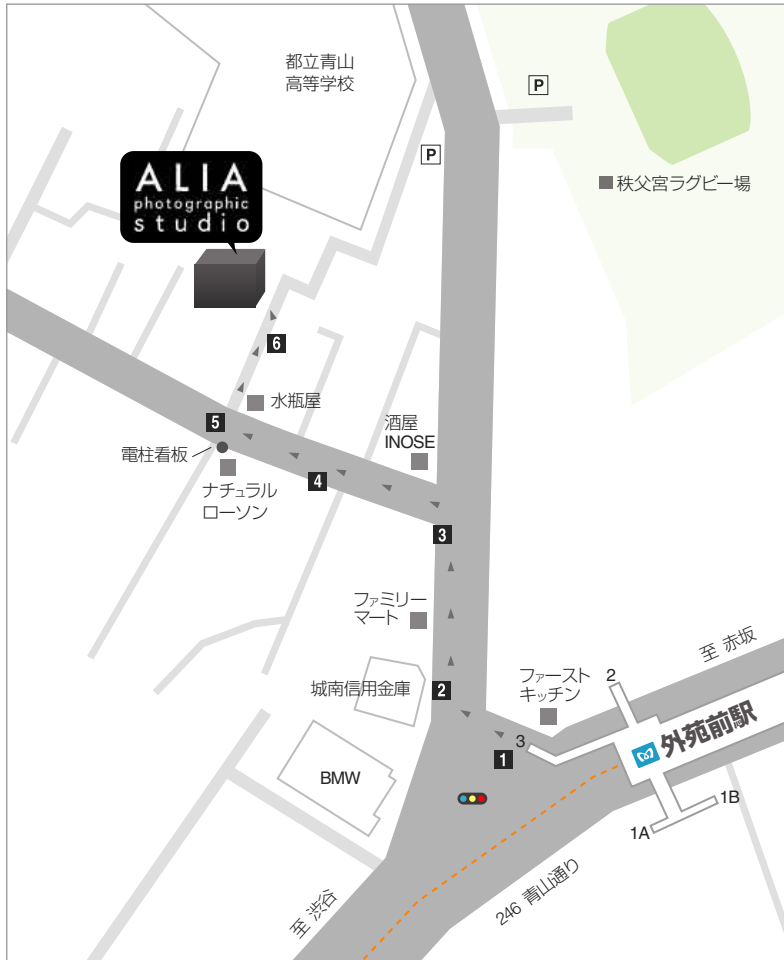 都立青山
高等学校
P
P
ALIA
photographic
studio
秩父宮ラグビー場
6
水瓶屋
5
酒屋
INOSE
電柱看板
4
ナチュラル
ローソン
3
ファミリー
マート
至 赤坂
2
城南信用金庫
2
ファースト
キッチン
外苑前駅
3
1
BMW
1B
1A
246 青山通り
至 渋谷